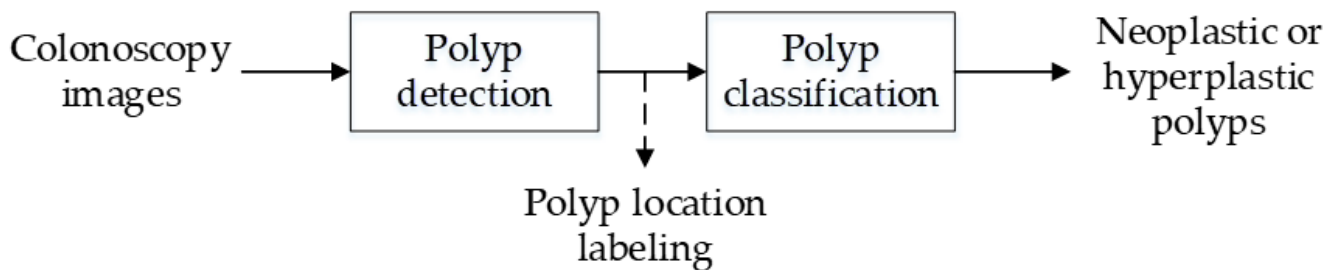 Colonoscopy
images
Polyp
detection
Polyp
classification
Neoplastic or
hyperplastic
polyps
Polyp location
labeling